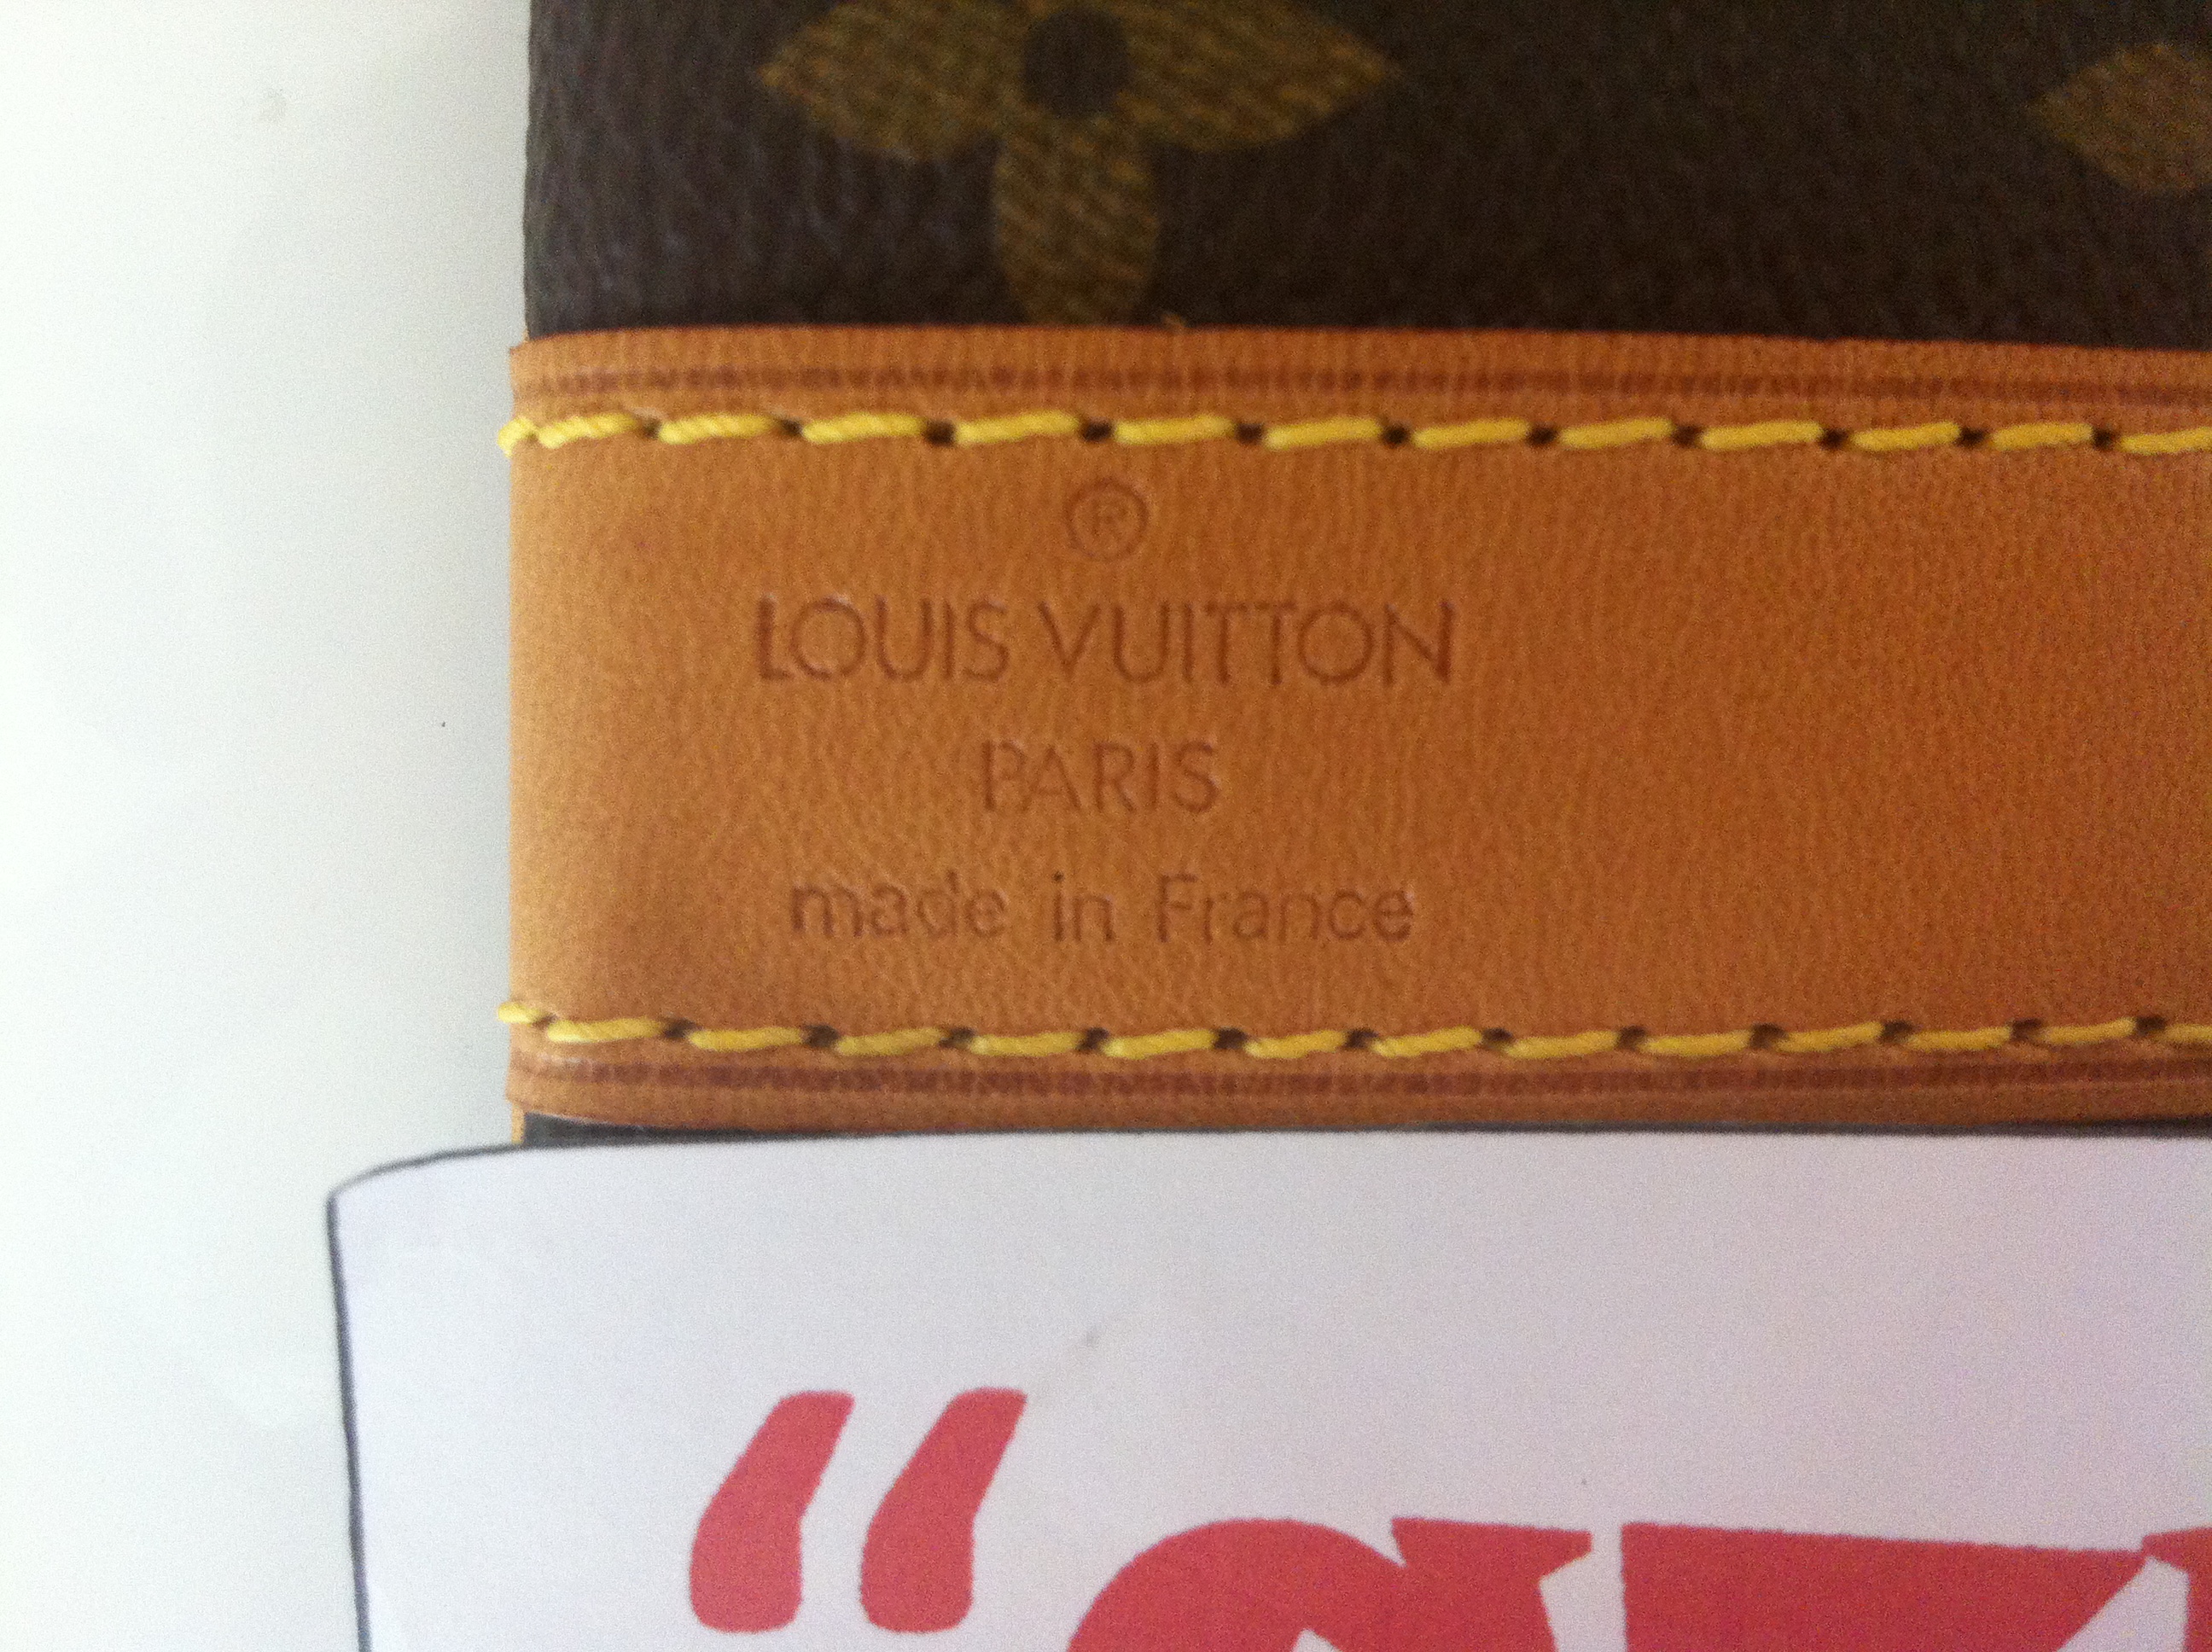 ®
LOUIS VUITTON
PARIS
made in France
“